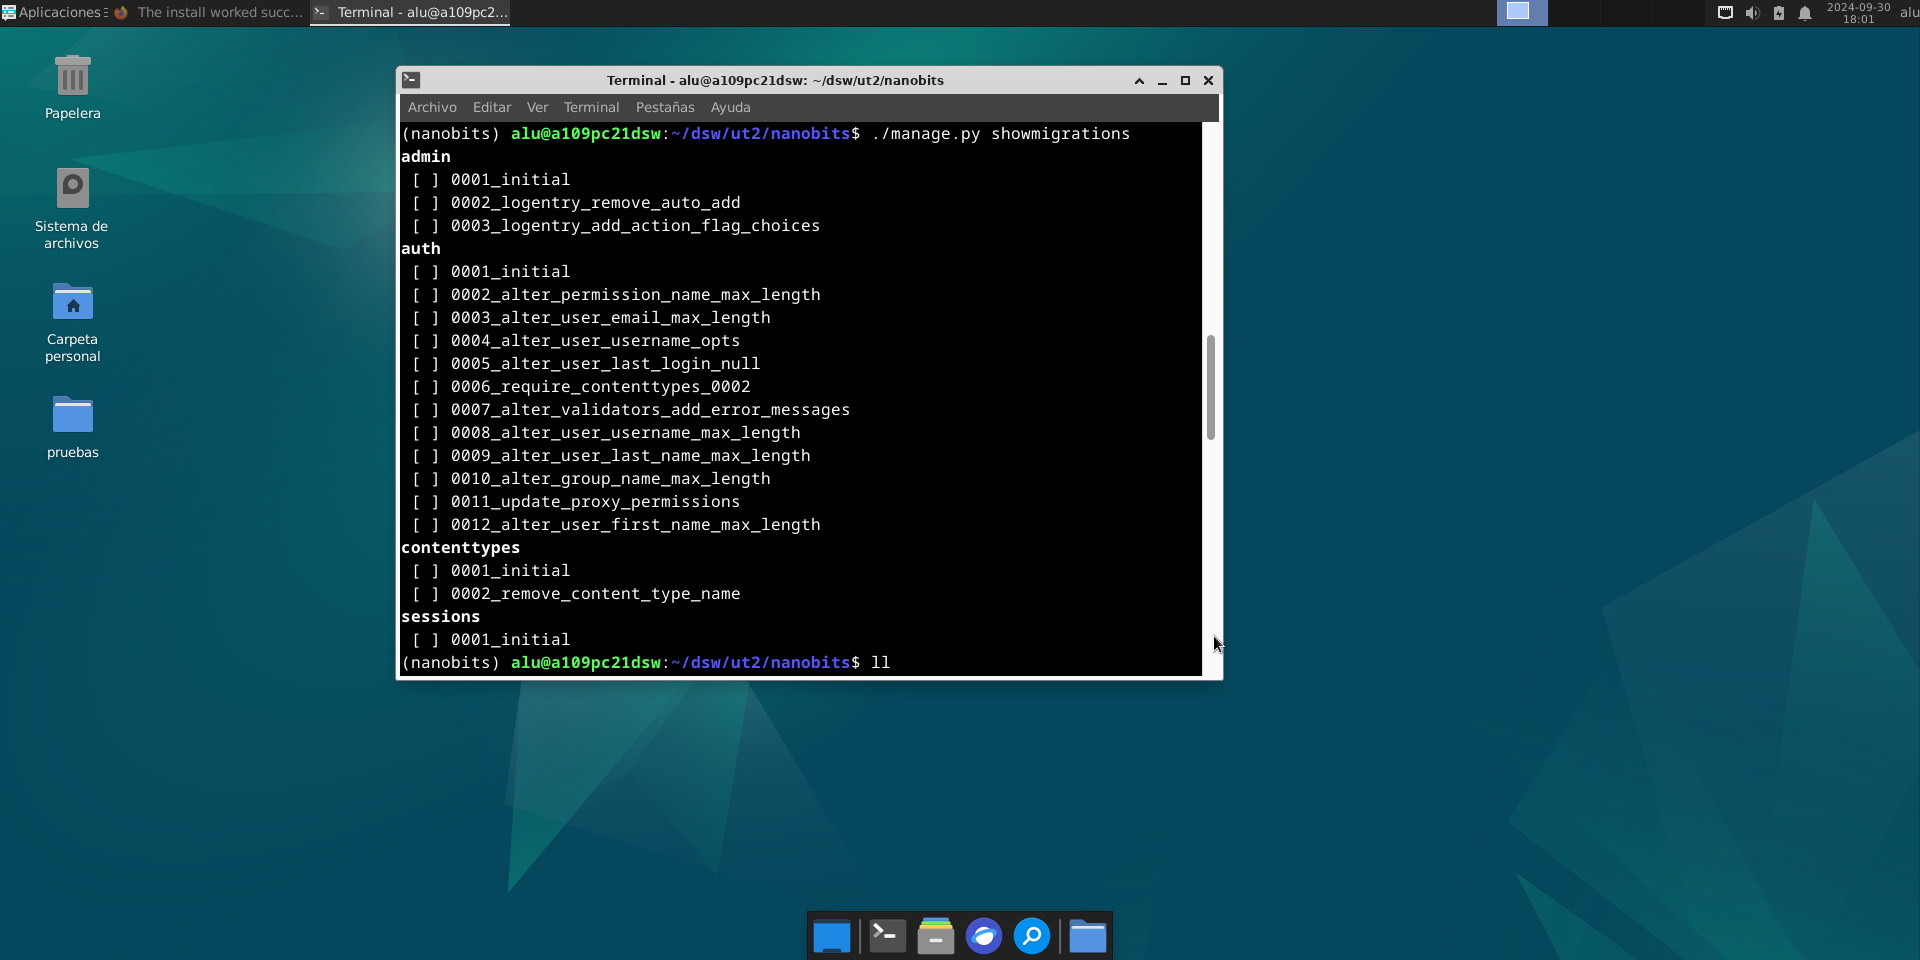 Aplicaciones
The install worked succ...
Terminal - alu@a109pc2...
2024-09-30
18:01
alu
Papelera
Sistema de
archivos
Carpeta
personal
pruebas
Terminal - alu@a109pc21dsw: ~/dsw/ut2/nanobits
Archivo Editar Ver Terminal Pestañas Ayuda
(nanobits) alu@a109pc21dsw:~/dsw/ut2/nanobits$ ./manage.py showmigrations
admin
[ ] 0001_initial
[ ] 0002_logentry_remove_auto_add
[ ] 0003_logentry_add_action_flag_choices
auth
[ ] 0001_initial
[ ] 0002_alter_permission_name_max_length
[ ] 0003_alter_user_email_max_length
[ ] 0004_alter_user_username_opts
[ ] 0005_alter_user_last_login_null
[ ] 0006_require_contenttypes_0002
[ ] 0007_alter_validators_add_error_messages
[ ] 0008_alter_user_username_max_length
[ ] 0009_alter_user_last_name_max_length
[ ] 0010_alter_group_name_max_length
[ ] 0011_update_proxy_permissions
[ ] 0012_alter_user_first_name_max_length
contenttypes
[ ] 0001_initial
[ ] 0002_remove_content_type_name
sessions
[ ] 0001_initial
(nanobits) alu@a109pc21dsw:~/dsw/ut2/nanobits$ ll